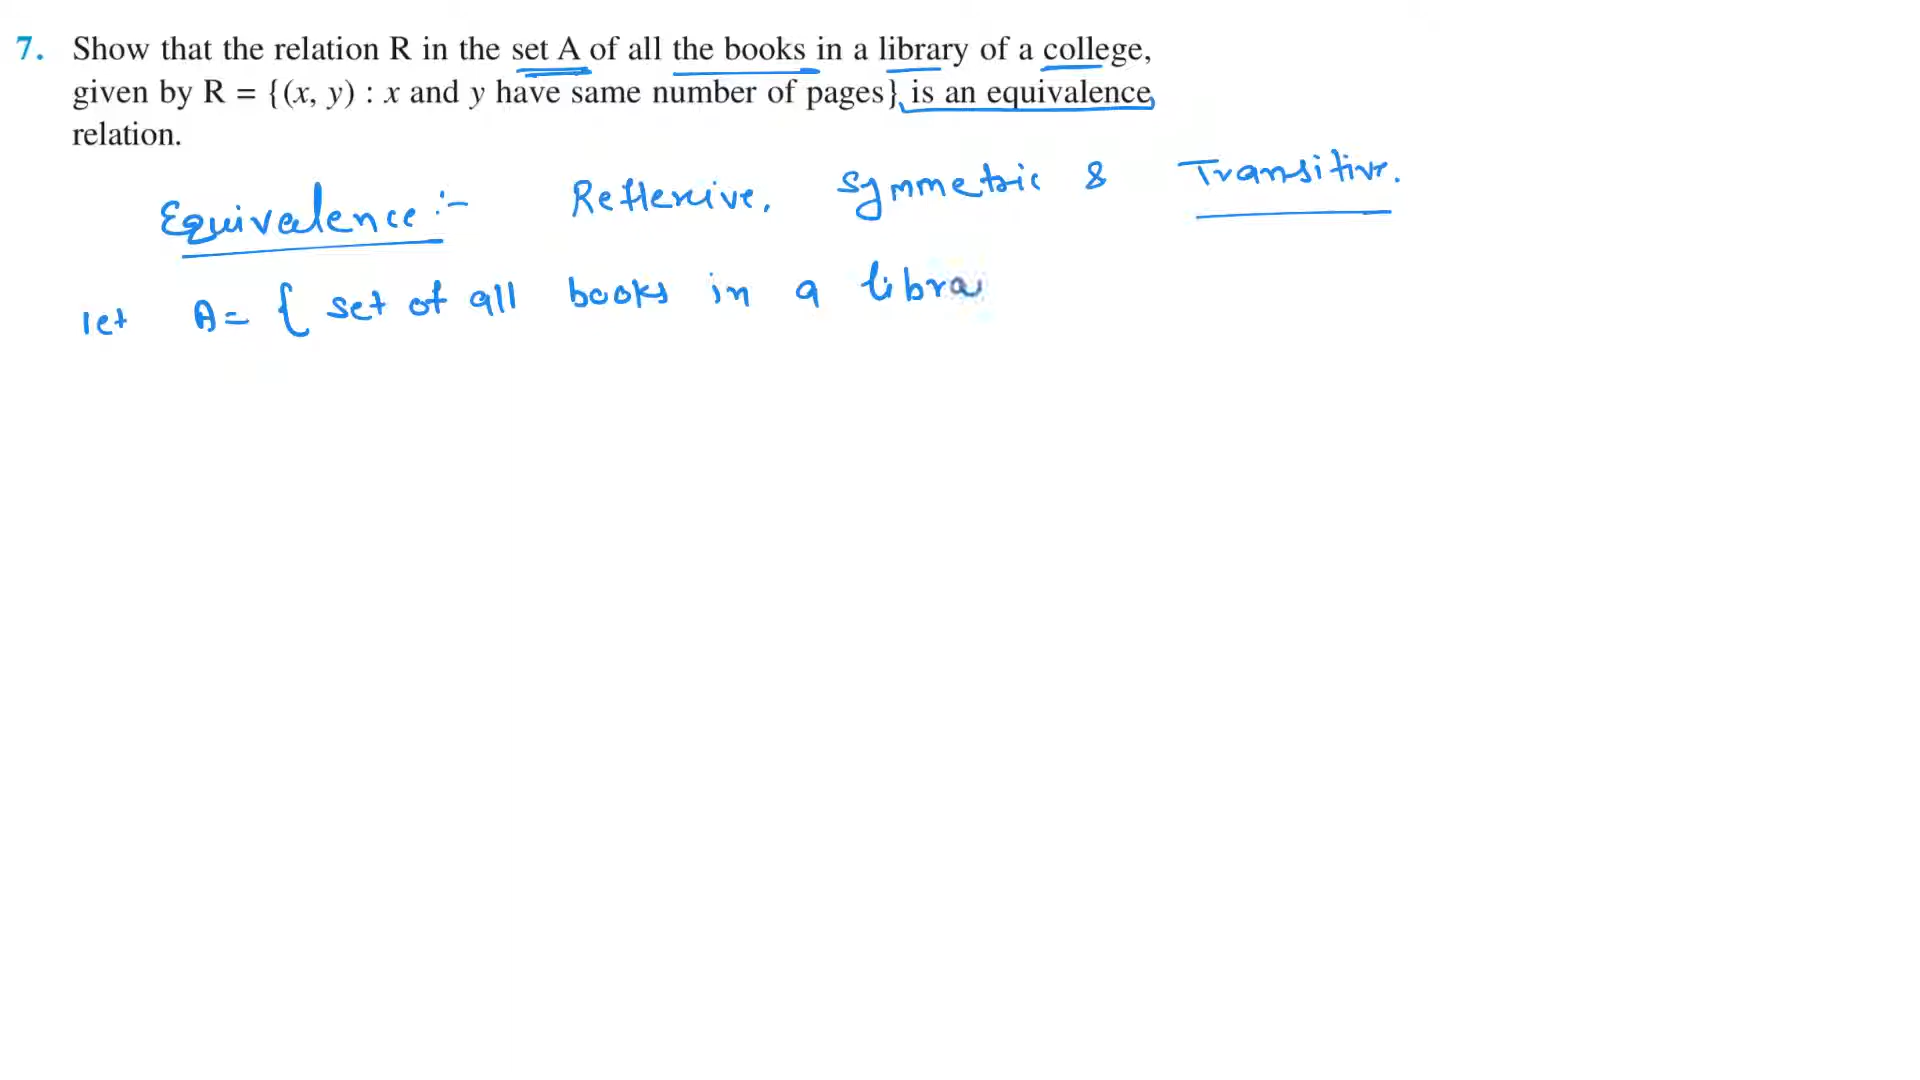 7. Show that the relation R in the set A of all the books in a library of a college,
given by R = {(x, y) : x and y have same number of pages} is an equivalence
relation.
Equivalence :- Reflexive, Symmetric & Transitive.
let A = { set of all books in a libra